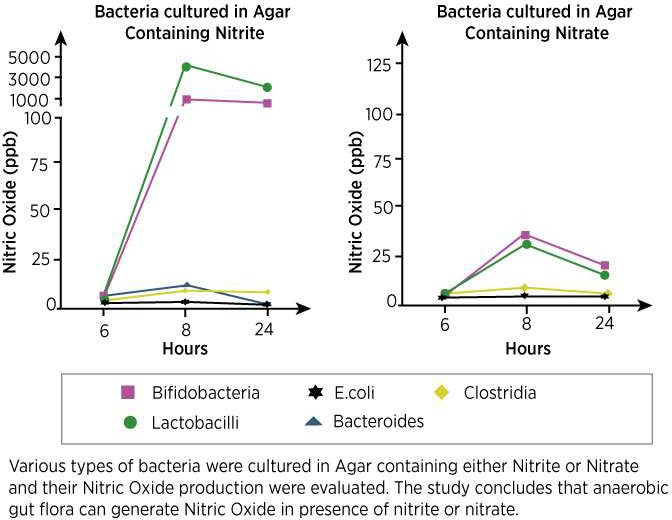 Bacteria cultured in Agar
Containing Nitrite
5000
3000
1000
100
75
50
25
0
Nitric Oxide (ppb)
6 8 24
Hours
Bacteria cultured in Agar
Containing Nitrate
125
100
75
50
25
0
Nitric Oxide (ppb)
6 8 24
Hours
Bifidobacteria E.coli Clostridia
Lactobacilli Bacteroides
Various types of bacteria were cultured in Agar containing either Nitrite or Nitrate
and their Nitric Oxide production were evaluated. The study concludes that anaerobic
gut flora can generate Nitric Oxide in presence of nitrite or nitrate.